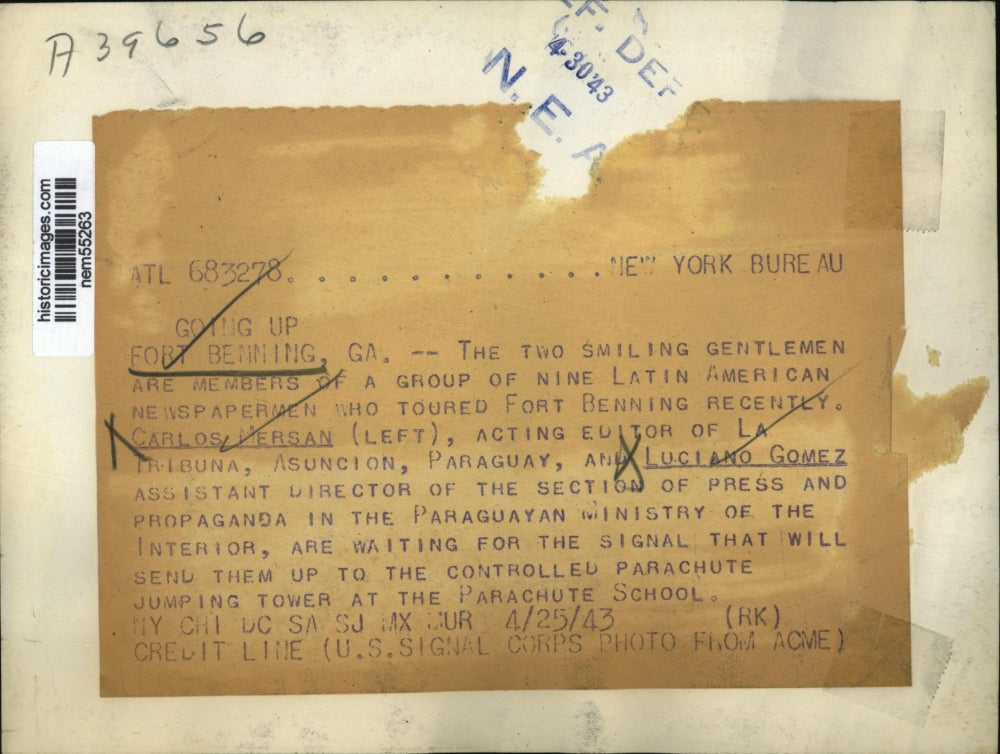 A39656
DEF
4-30'43
N. E. A.
historicimages.com
nem55263
ATL 683278. . . . . . . . . . . . . NEW YORK BUREAU
GOING UP
FORT BENNING, GA. -- THE TWO SMILING GENTLEMEN
ARE MEMBERS OF A GROUP OF NINE LATIN AMERICAN
NEWSPAPERMEN WHO TOURED FORT BENNING RECENTLY.
CARLOS MERSAN (LEFT), ACTING EDITOR OF LA
TRIBUNA, ASUNCION, PARAGUAY, AND LUCIANO GOMEZ
ASSISTANT DIRECTOR OF THE SECTION OF PRESS AND
PROPAGANDA IN THE PARAGUAYAN MINISTRY OF THE
INTERIOR, ARE WAITING FOR THE SIGNAL THAT WILL
SEND THEM UP TO THE CONTROLLED PARACHUTE
JUMPING TOWER AT THE PARACHUTE SCHOOL.
NY CHI DC SA SJ MX JUR 4/25/43 (RK)
CREDIT LINE (U.S.SIGNAL CORPS PHOTO FROM ACME)